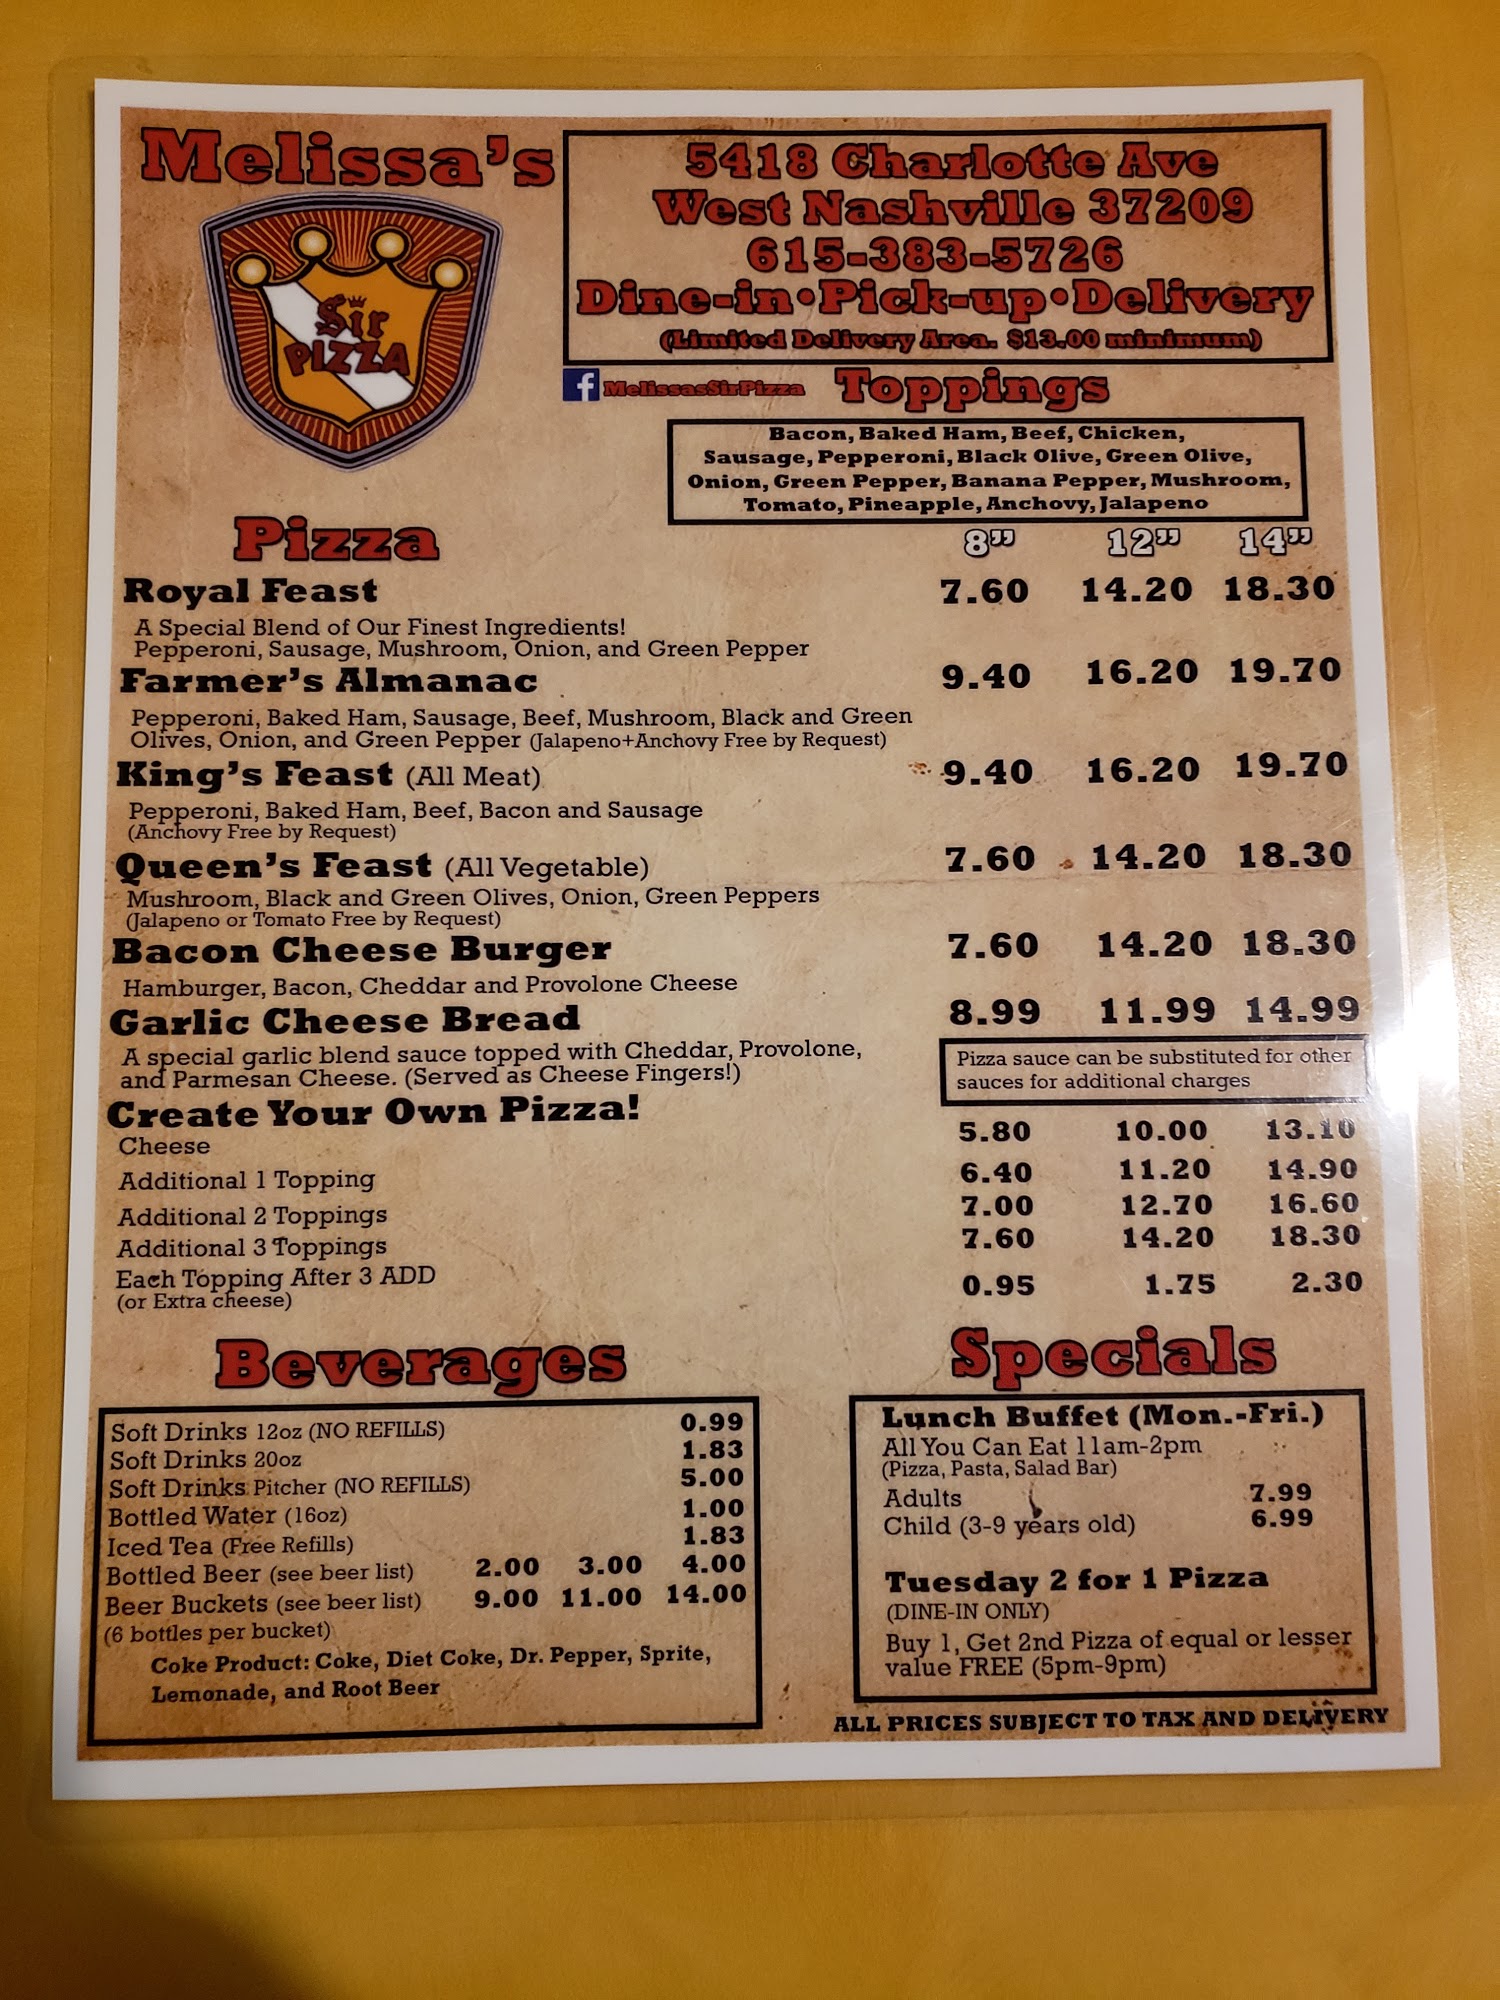 Melissa's
Sir
PIZZA
5418 Charlotte Ave
West Nashville 37209
615-383-5726
Dine-in•Pick-up•Delivery
(Limited Delivery Area. $13.00 minimum)
f MelissasSirPizza
Toppings
Bacon, Baked Ham, Beef, Chicken,
Sausage, Pepperoni, Black Olive, Green Olive,
Onion, Green Pepper, Banana Pepper, Mushroom,
Tomato, Pineapple, Anchovy, Jalapeno
Pizza 8” 12” 14”
Royal Feast 7.60 14.20 18.30
A Special Blend of Our Finest Ingredients!
Pepperoni, Sausage, Mushroom, Onion, and Green Pepper
Farmer's Almanac 9.40 16.20 19.70
Pepperoni, Baked Ham, Sausage, Beef, Mushroom, Black and Green
Olives, Onion, and Green Pepper (Jalapeno+Anchovy Free by Request)
King's Feast (All Meat) 9.40 16.20 19.70
Pepperoni, Baked Ham, Beef, Bacon and Sausage
(Anchovy Free by Request)
Queen's Feast (All Vegetable) 7.60 14.20 18.30
Mushroom, Black and Green Olives, Onion, Green Peppers
(Jalapeno or Tomato Free by Request)
Bacon Cheese Burger 7.60 14.20 18.30
Hamburger, Bacon, Cheddar and Provolone Cheese
Garlic Cheese Bread 8.99 11.99 14.99
A special garlic blend sauce topped with Cheddar, Provolone,
and Parmesan Cheese. (Served as Cheese Fingers!)
Pizza sauce can be substituted for other
sauces for additional charges
Create Your Own Pizza!
Cheese 5.80 10.00 13.10
Additional 1 Topping 6.40 11.20 14.90
Additional 2 Toppings 7.00 12.70 16.60
Additional 3 Toppings 7.60 14.20 18.30
Each Topping After 3 ADD 0.95 1.75 2.30
(or Extra cheese)
Beverages
Soft Drinks 12oz (NO REFILLS) 0.99
Soft Drinks 20oz 1.83
Soft Drinks Pitcher (NO REFILLS) 5.00
Bottled Water (16oz) 1.00
Iced Tea (Free Refills) 1.83
Bottled Beer (see beer list) 2.00 3.00 4.00
Beer Buckets (see beer list) 9.00 11.00 14.00
(6 bottles per bucket)
Coke Product: Coke, Diet Coke, Dr. Pepper, Sprite,
Lemonade, and Root Beer
Specials
Lunch Buffet (Mon.-Fri.)
All You Can Eat 11am-2pm
(Pizza, Pasta, Salad Bar)
Adults 7.99
Child (3-9 years old) 6.99
Tuesday 2 for 1 Pizza
(DINE-IN ONLY)
Buy 1, Get 2nd Pizza of equal or lesser
value FREE (5pm-9pm)
ALL PRICES SUBJECT TO TAX AND DELIVERY